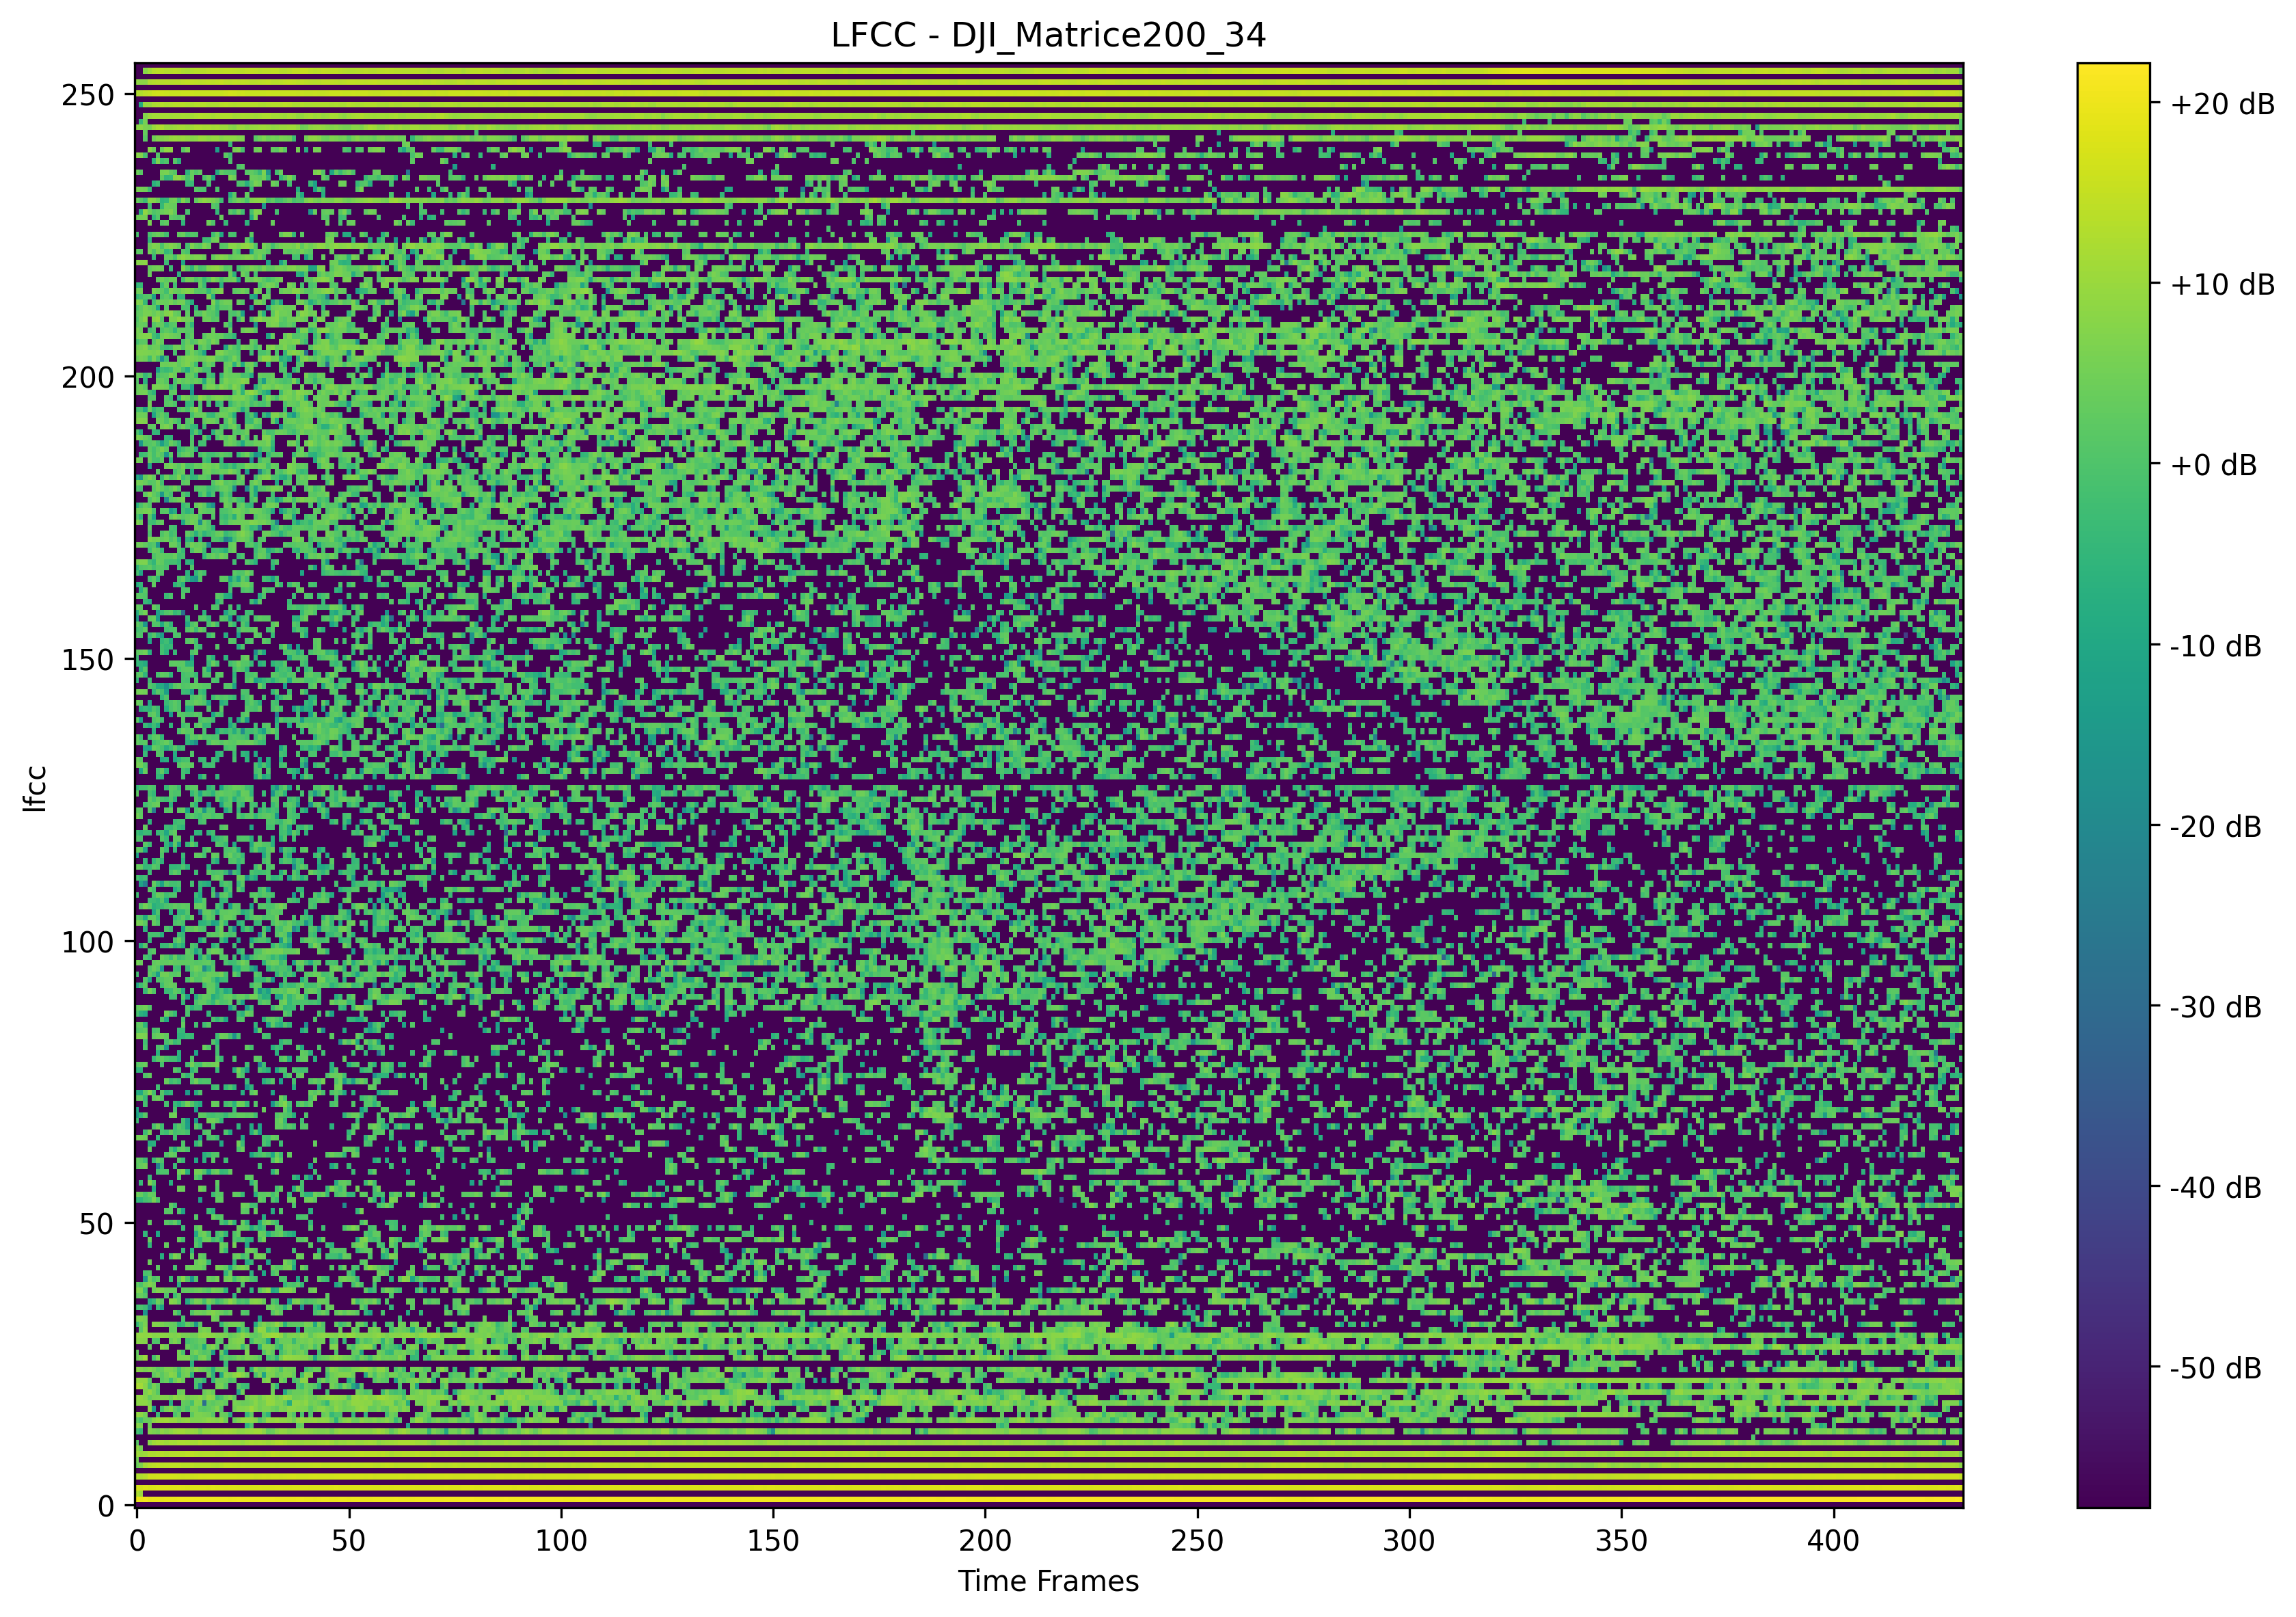 LFCC - DJI_Matrice200_34
250
200
150
100
50
0
lfcc
0 50 100 150 200 250 300 350 400
Time Frames
+20 dB
+10 dB
+0 dB
-10 dB
-20 dB
-30 dB
-40 dB
-50 dB